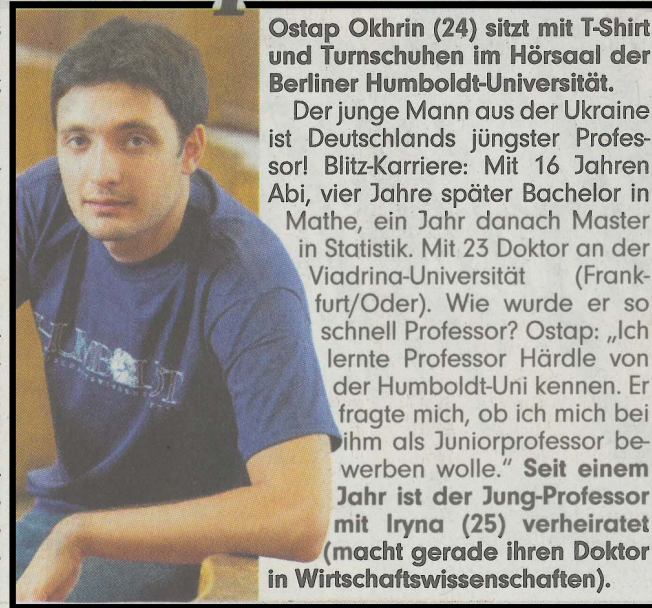 Ostap Okhrin (24) sitzt mit T-Shirt
und Turnschuhen im Hörsaal der
Berliner Humboldt-Universität.
Der junge Mann aus der Ukraine
ist Deutschlands jüngster Profes-
sor! Blitz-Karriere: Mit 16 Jahren
Abi, vier Jahre später Bachelor in
Mathe, ein Jahr danach Master
in Statistik. Mit 23 Doktor an der
Viadrina-Universität (Frank-
furt/Oder). Wie wurde er so
schnell Professor? Ostap: „Ich
lernte Professor Härdle von
der Humboldt-Uni kennen. Er
fragte mich, ob ich mich bei
ihm als Juniorprofessor be-
werben wolle.“ Seit einem
Jahr ist der Jung-Professor
mit Iryna (25) verheiratet
(macht gerade ihren Doktor
in Wirtschaftswissenschaften).
HUMBOLDT